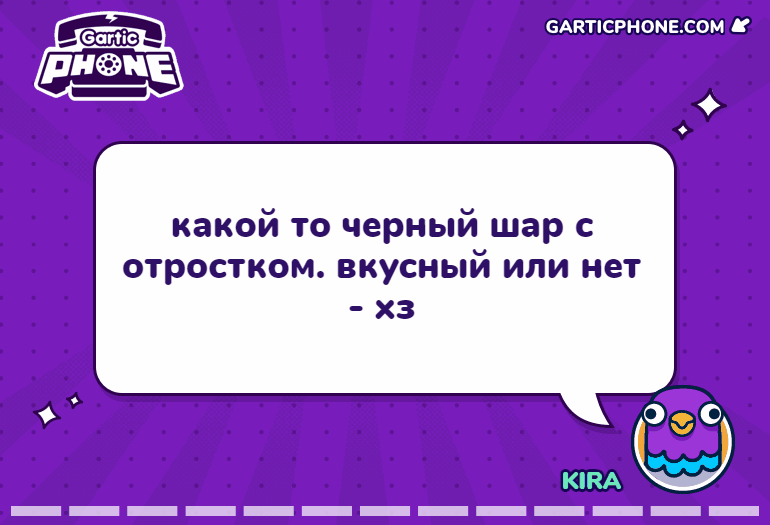 Gartic
PHONE
GARTICPHONE.COM
какой то черный шар с
отростком. вкусный или нет
- хз
KIRA